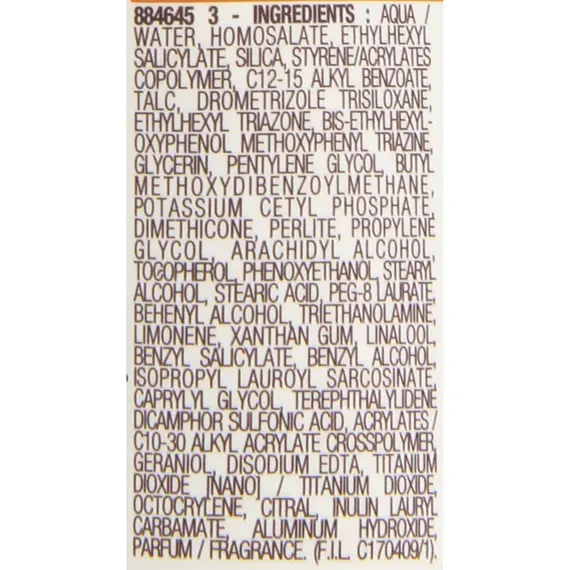 884645 3 - INGREDIENTS : AQUA /
WATER, HOMOSALATE, ETHYLHEXYL
SALICYLATE, SILICA, STYRENE/ACRYLATES
COPOLYMER, C12-15 ALKYL BENZOATE,
TALC, DROMETRIZOLE TRISILOXANE,
ETHYLHEXYL TRIAZONE, BIS-ETHYLHEXYL-
OXYPHENOL METHOXYPHENYL TRIAZINE,
GLYCERIN, PENTYLENE GLYCOL, BUTYL
METHOXYDIBENZOYLMETHANE,
POTASSIUM CETYL PHOSPHATE,
DIMETHICONE, PERLITE, PROPYLENE
GLYCOL, ARACHIDYL ALCOHOL,
TOCOPHEROL, PHENOXYETHANOL, STEARYL
ALCOHOL, STEARIC ACID, PEG-8 LAURATE,
BEHENYL ALCOHOL, TRIETHANOLAMINE,
LIMONENE, XANTHAN GUM, LINALOOL,
BENZYL SALICYLATE, BENZYL ALCOHOL,
ISOPROPYL LAUROYL SARCOSINATE,
CAPRYLYL GLYCOL, TEREPHTHALYLIDENE
DICAMPHOR SULFONIC ACID, ACRYLATES/
C10-30 ALKYL ACRYLATE CROSSPOLYMER,
GERANIOL, DISODIUM EDTA, TITANIUM
DIOXIDE [NANO] / TITANIUM DIOXIDE,
OCTOCRYLENE, CITRAL, INULIN LAURYL
CARBAMATE, ALUMINUM HYDROXIDE,
PARFUM / FRAGRANCE. (F.I.L. C170409/1).